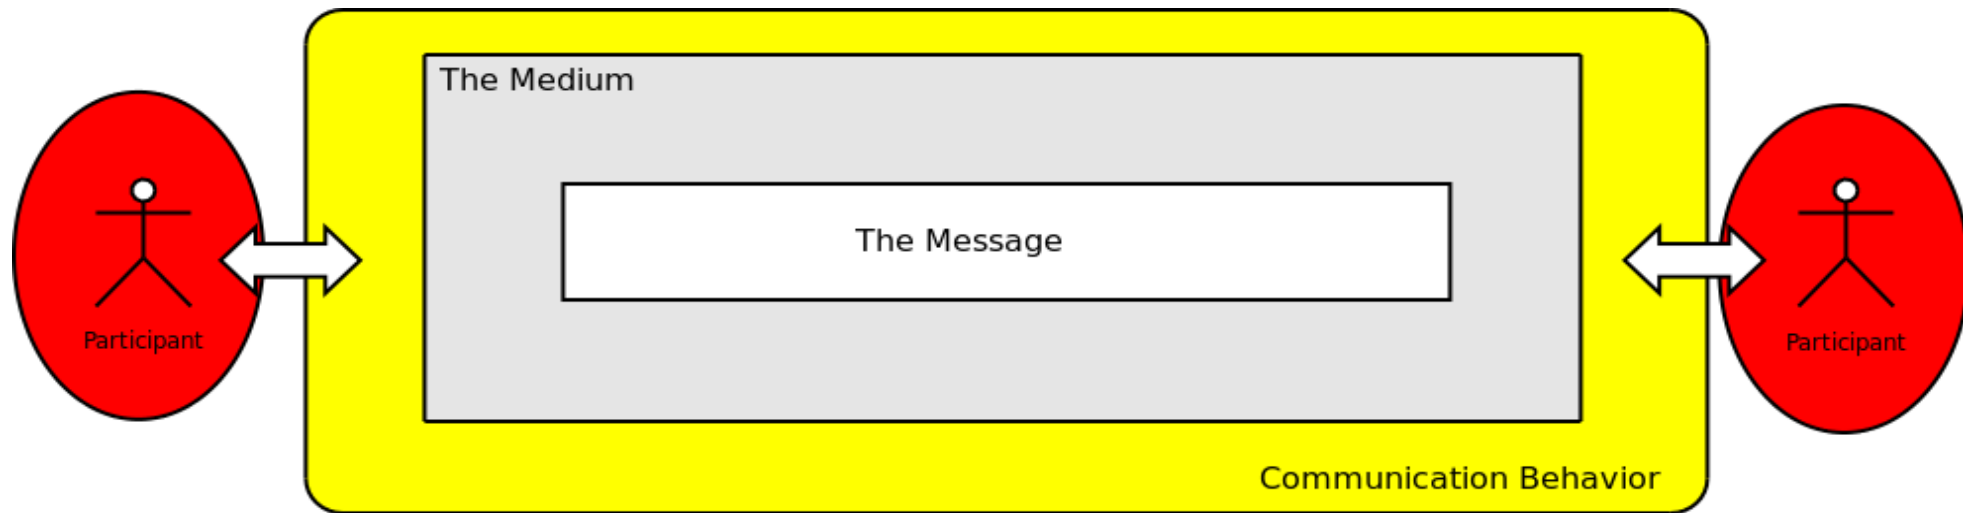 The Medium
The Message
Participant
Participant
Communication Behavior